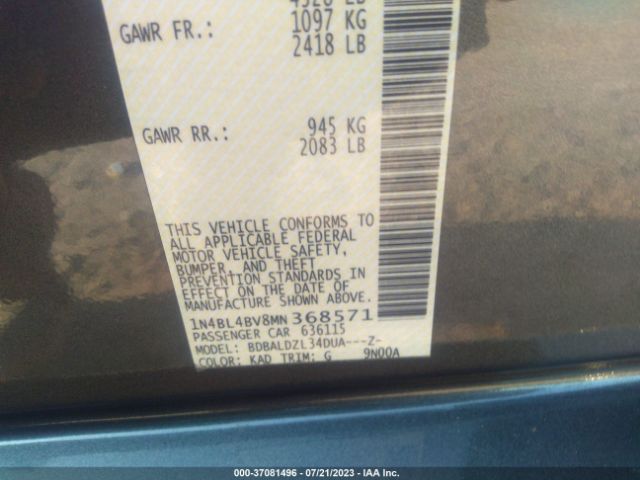 GAWR FR.: 1097 KG
2418 LB
GAWR RR.: 945 KG
2083 LB
THIS VEHICLE CONFORMS TO
ALL APPLICABLE FEDERAL
MOTOR VEHICLE SAFETY,
BUMPER, AND THEFT
PREVENTION STANDARDS IN
EFFECT ON THE DATE OF
MANUFACTURE SHOWN ABOVE.
1N4BL4BV8MN368571
PASSENGER CAR 636115
MODEL: BDBALDZL34DUA---Z-
COLOR: KAD TRIM: G 9N00A
000-37081496 - 07/21/2023 - IAA Inc.